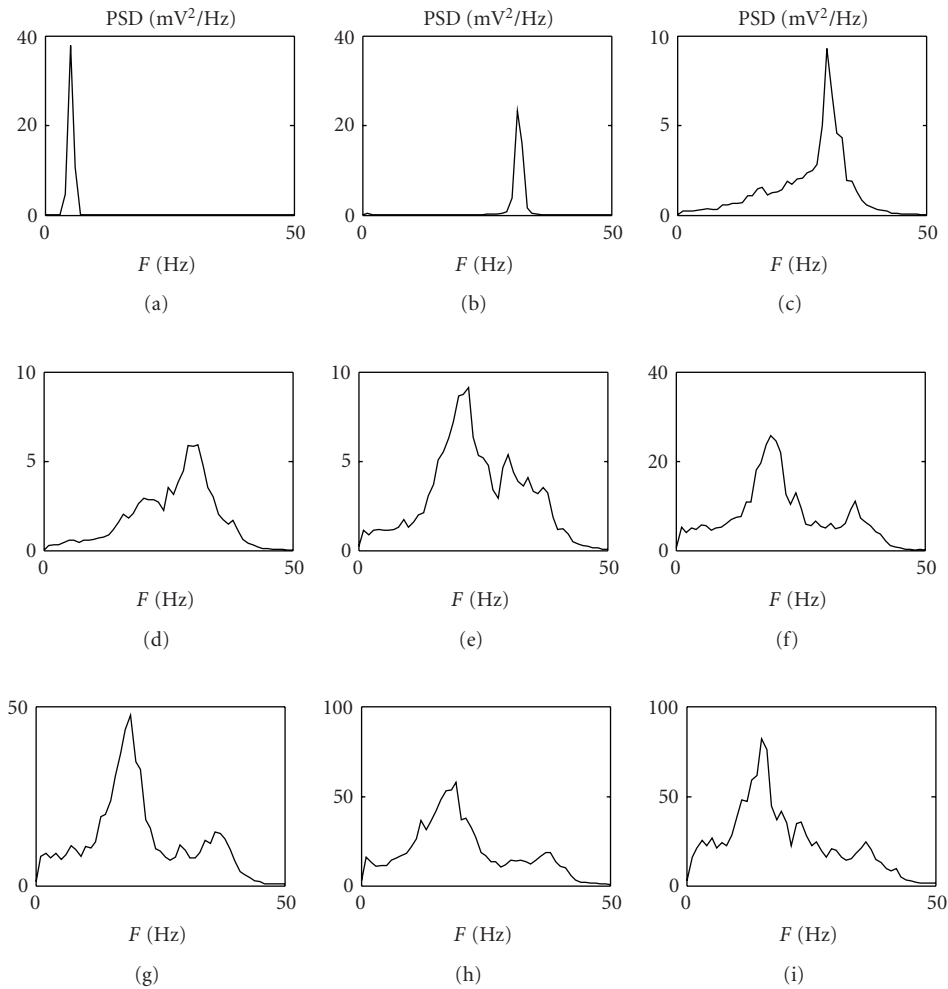 PSD (mV²/Hz) PSD (mV²/Hz) PSD (mV²/Hz)
40 40 10
20 20 5
0 0 0
0 50 0 50 0 50
F (Hz) F (Hz) F (Hz)
(a) (b) (c)
10 10 40
5 5 20
0 0 0
0 50 0 50 0 50
F (Hz) F (Hz) F (Hz)
(d) (e) (f)
50 100 100
50 50
0 0 0
0 50 0 50 0 50
F (Hz) F (Hz) F (Hz)
(g) (h) (i)